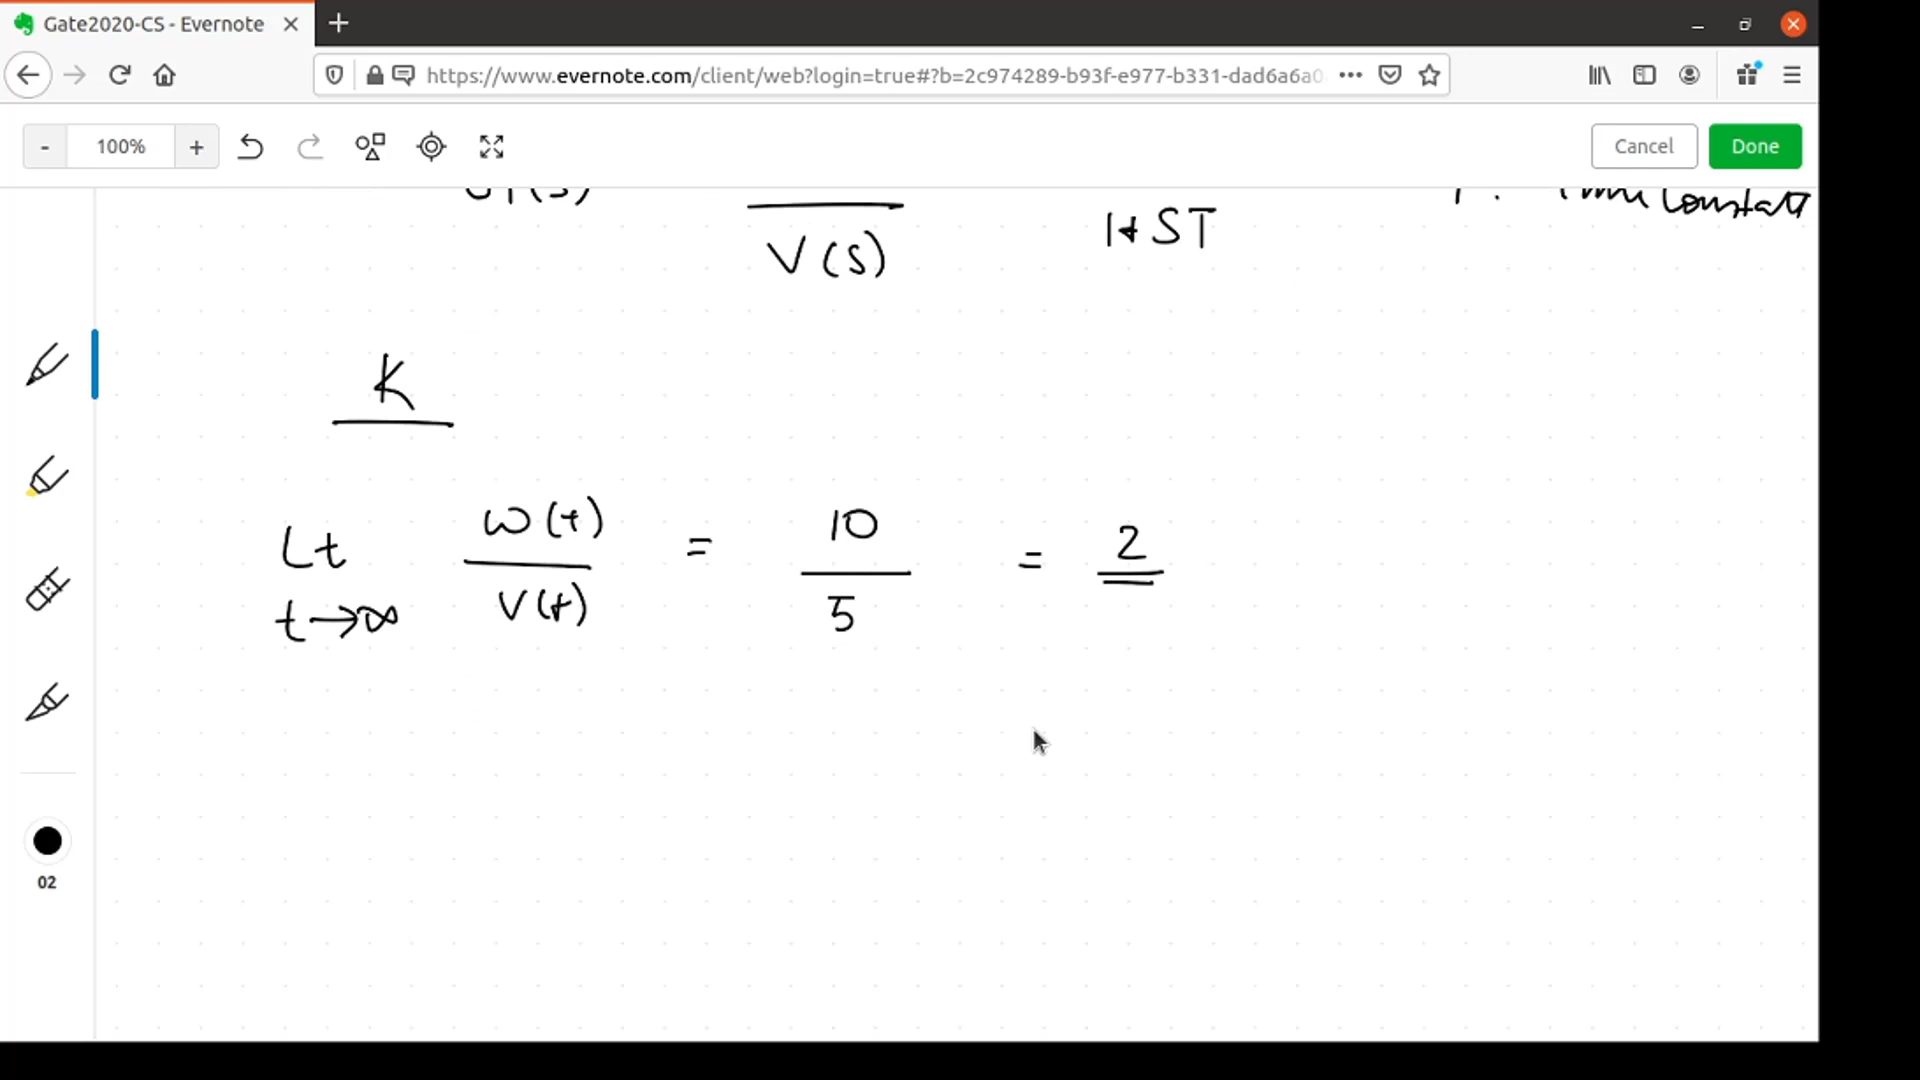 Gate2020-CS - Evernote
https://www.evernote.com/client/web?login=true#?b=2c974289-b93f-e977-b331-dad6a6a0
- 100% +
Cancel Done
V(s) 1+ST
K
Lt ω(t) = 10 = 2
t→∞ V(t) 5
02